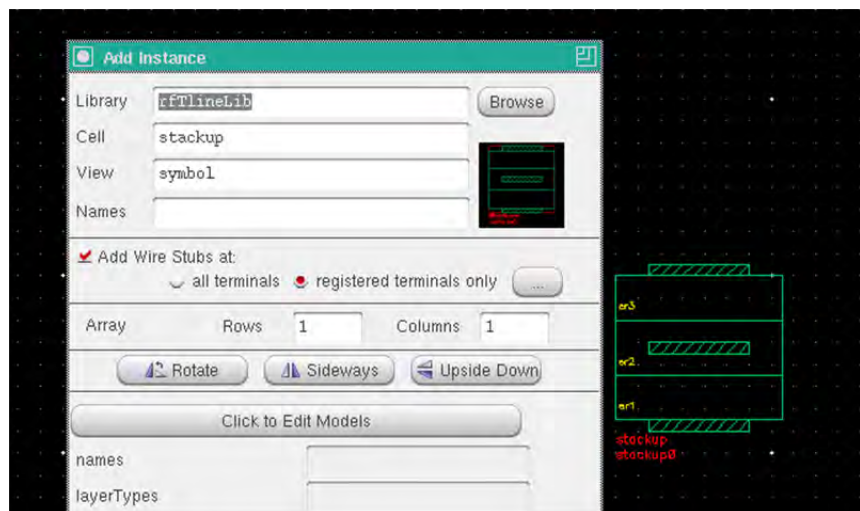 Add Instance
Library rfTlineLib Browse
Cell stackup
View symbol
Names
Add Wire Stubs at:
all terminals registered terminals only ...
Array Rows 1 Columns 1
Rotate Sideways Upside Down
Click to Edit Models
names
layerTypes
er3
er2
er1
stackup
stackup0